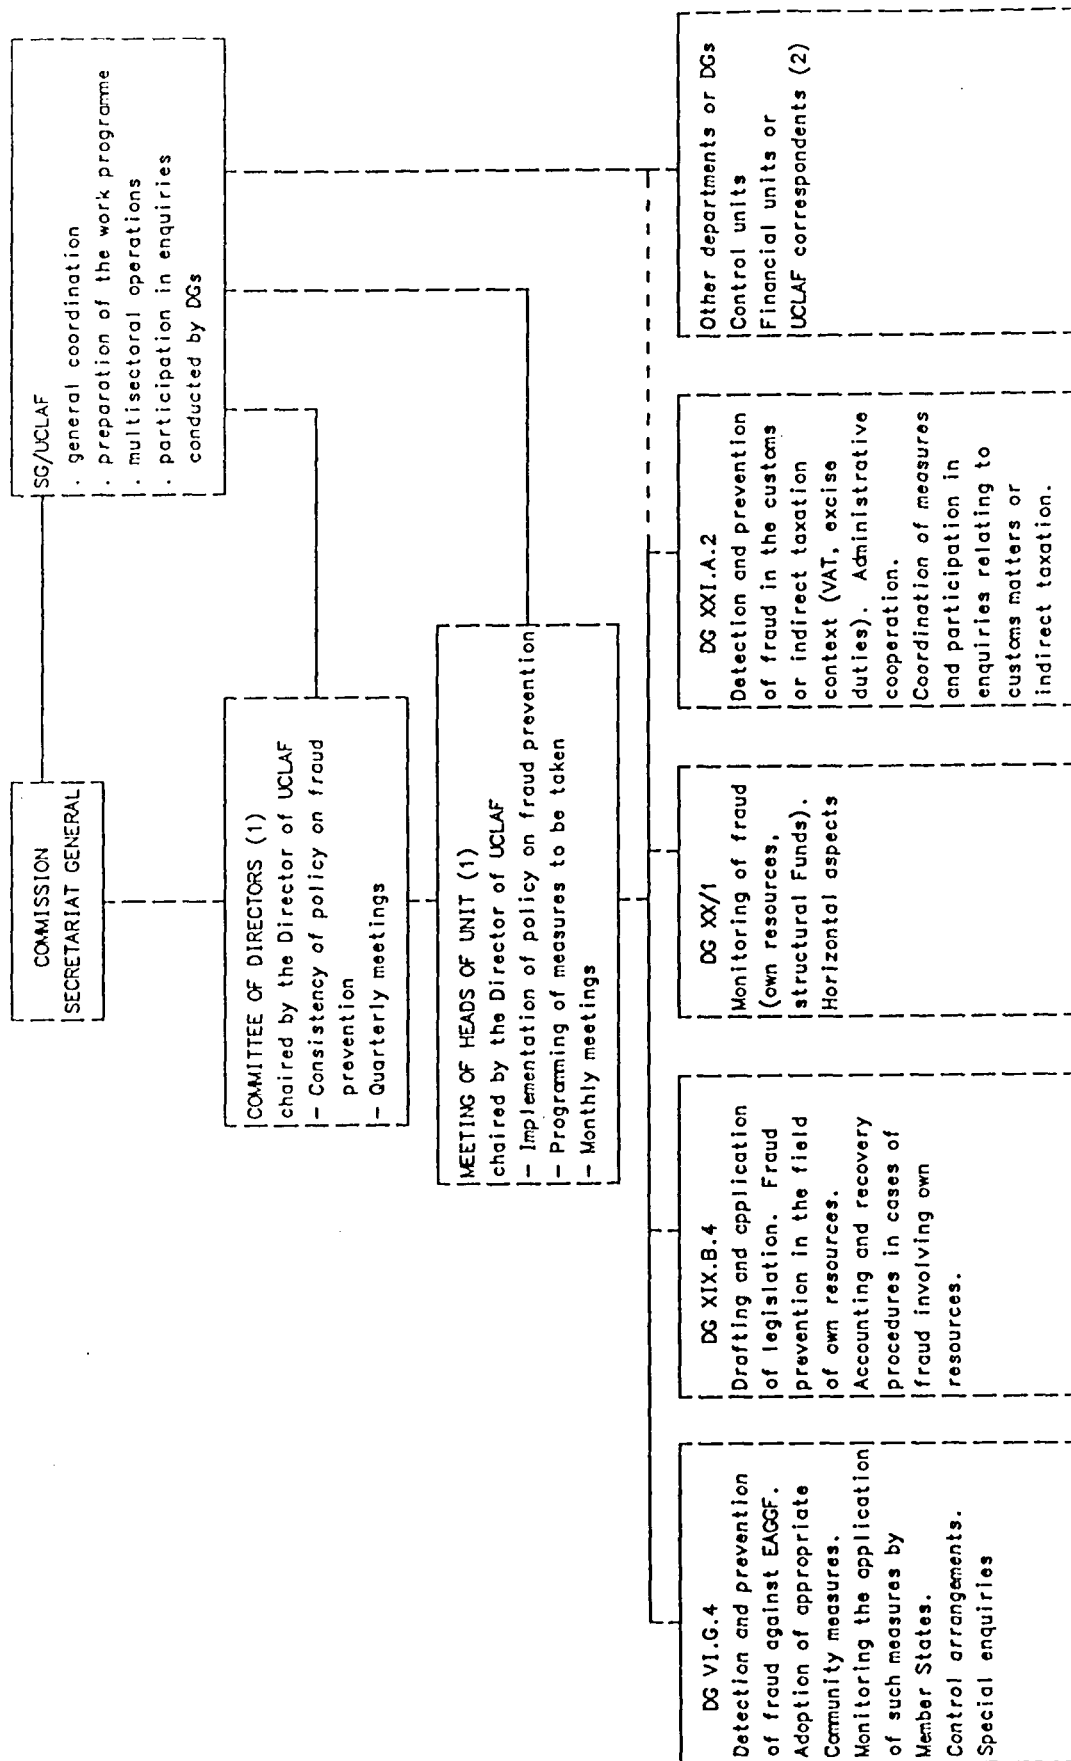 COMMISSION
SECRETARIAT GENERAL
SG/UCLAF
. general coordination
. preparation of the work programme
. multisectoral operations
. participation in enquiries
conducted by DGs
COMMITTEE OF DIRECTORS (1)
chaired by the Director of UCLAF
- Consistency of policy on fraud
prevention
- Quarterly meetings
MEETING OF HEADS OF UNIT (1)
chaired by the Director of UCLAF
- Implementation of policy on fraud prevention
- Programming of measures to be taken
- Monthly meetings
DG VI.G.4
Detection and prevention
of fraud against EAGGF.
Adoption of appropriate
Community measures.
Monitoring the application
of such measures by
Member States.
Control arrangements.
Special enquiries
DG XIX.B.4
Drafting and application
of legislation. Fraud
prevention in the field
of own resources.
Accounting and recovery
procedures in cases of
fraud involving own
resources.
DG XX/1
Monitoring of fraud
(own resources,
structural Funds).
Horizontal aspects
DG XXI.A.2
Detection and prevention
of fraud in the customs
or indirect taxation
context (VAT, excise
duties). Administrative
cooperation.
Coordination of measures
and participation in
enquiries relating to
customs matters or
indirect taxation.
Other departments or DGs
Control units
Financial units or
UCLAF correspondents (2)